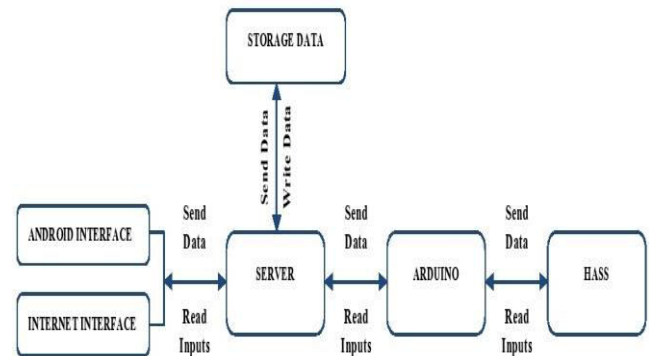 STORAGE DATA
Send Data
Write Data
Send
Data
Send
Data
Send
Data
ANDROID INTERFACE
SERVER
ARDUINO
HASS
INTERNET INTERFACE
Read
Inputs
Read
Inputs
Read
Inputs